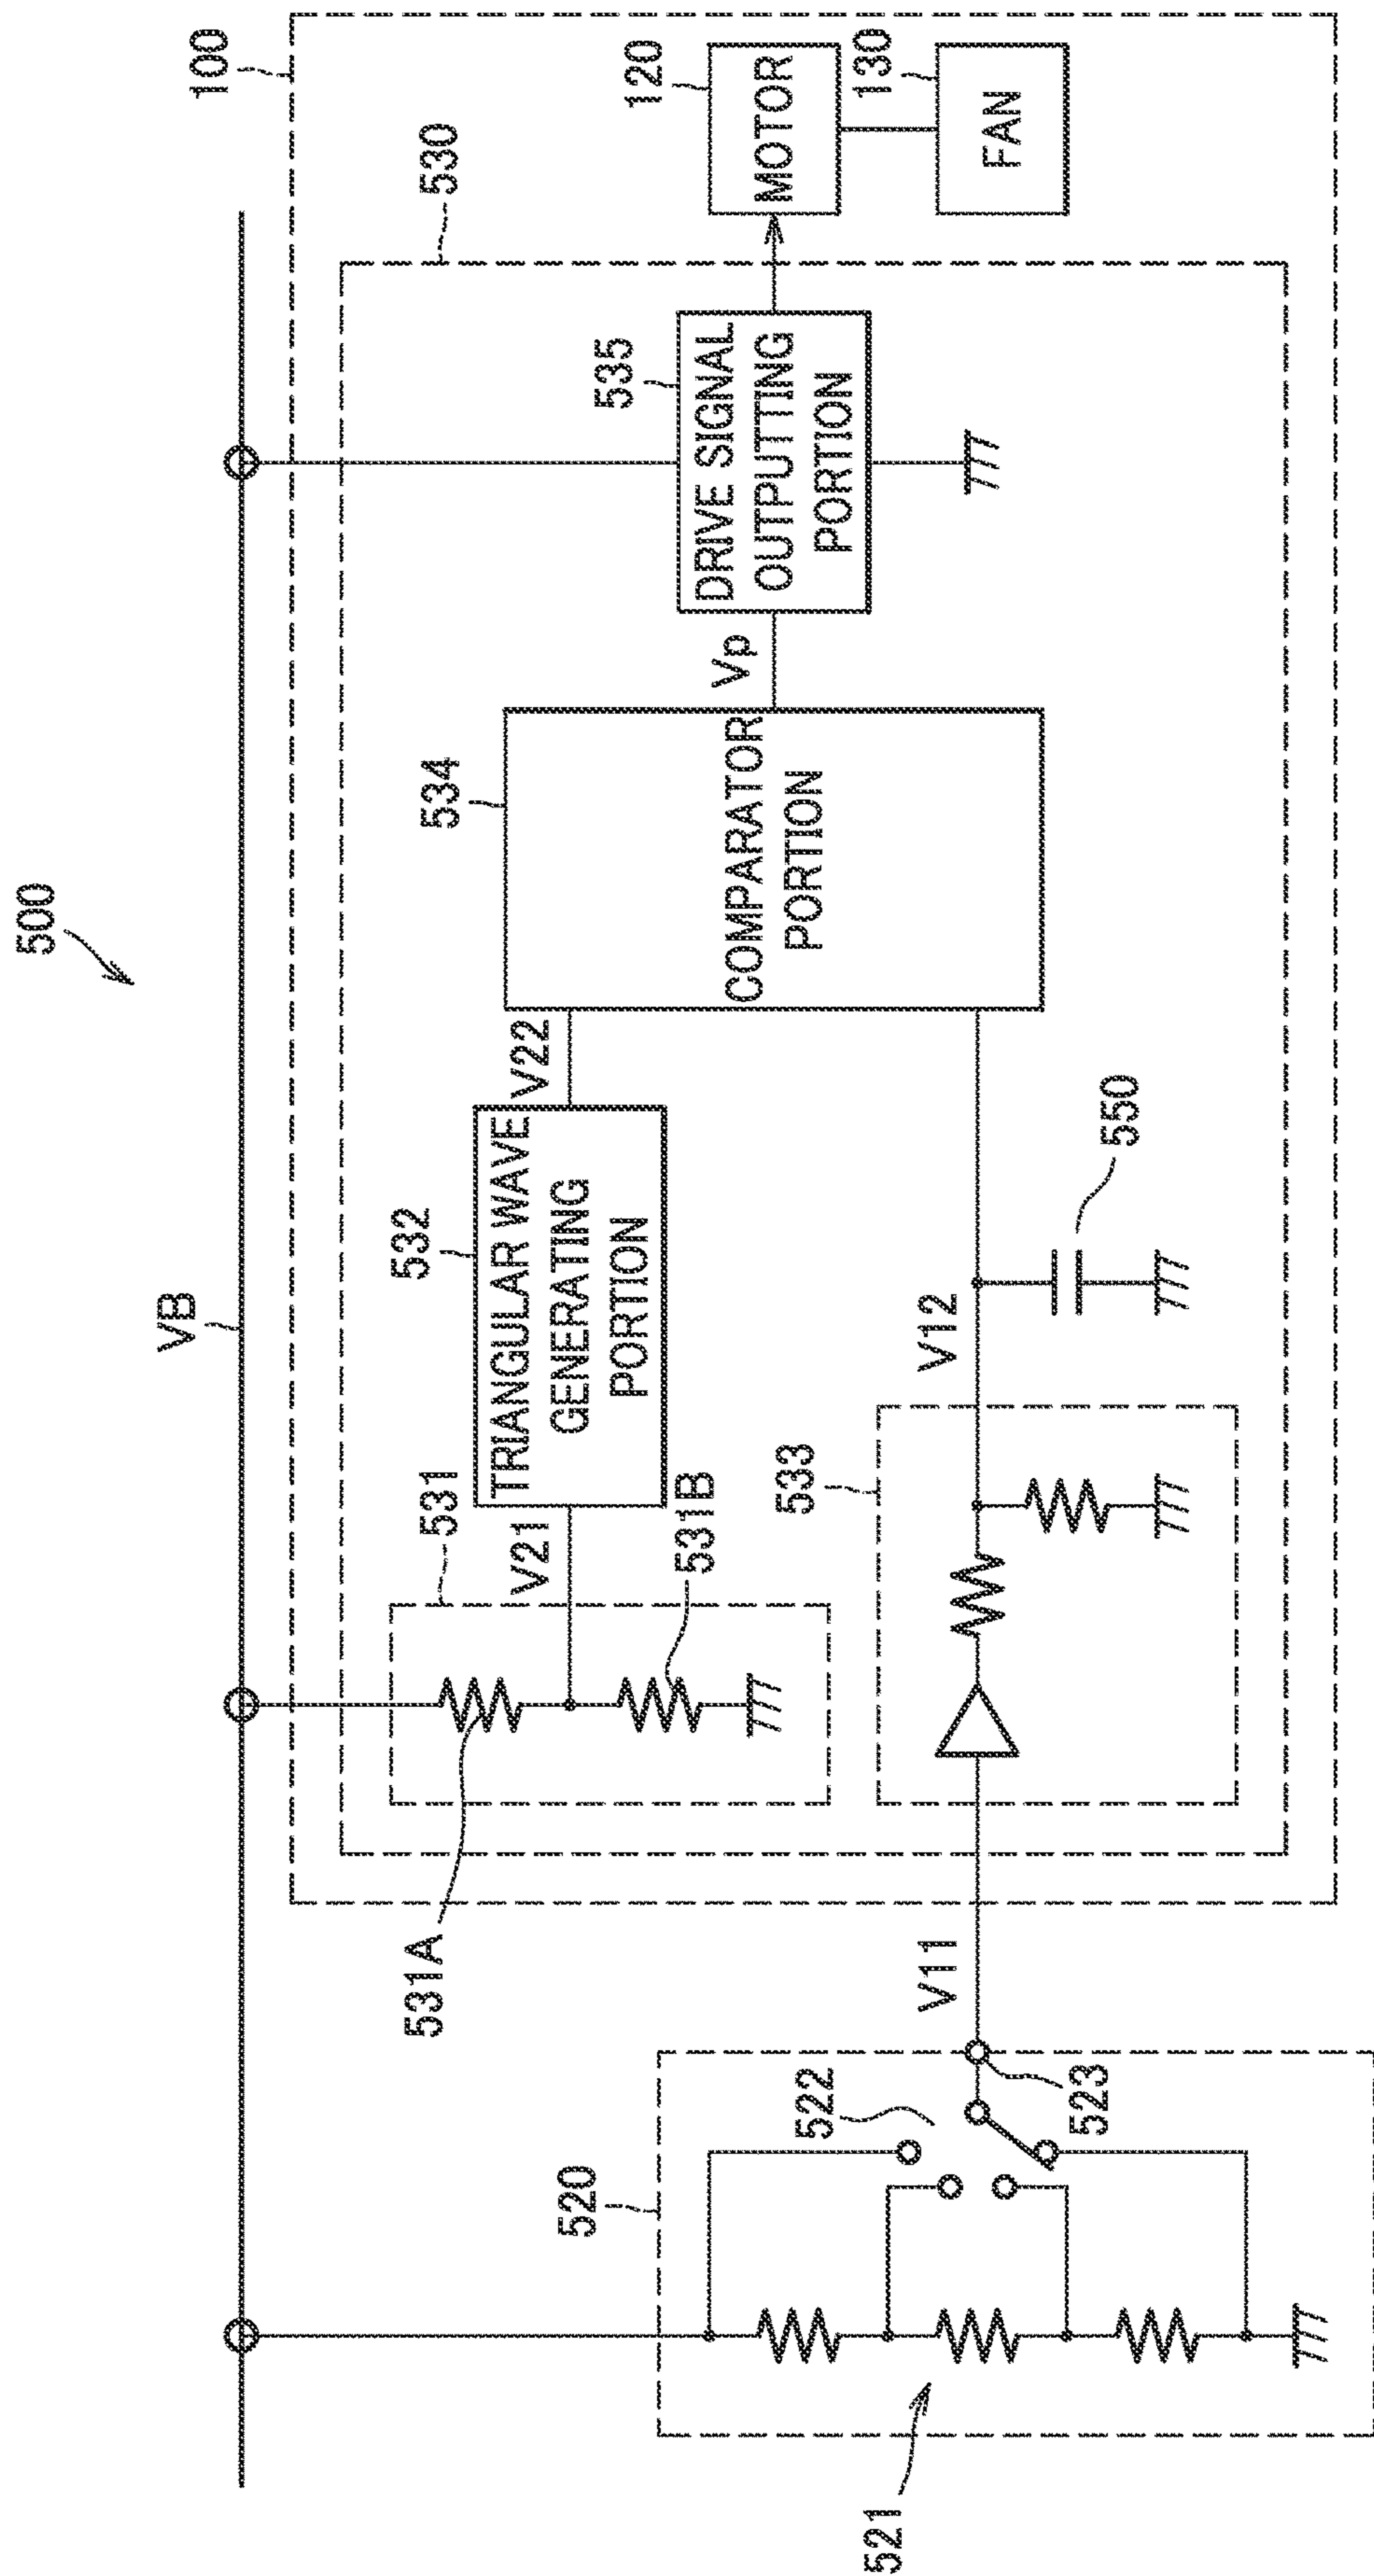 500
VB
100
530
120
MOTOR
130
FAN
535
DRIVE SIGNAL
OUTPUTTING
PORTION
Vp
534
COMPARATOR
PORTION
V22
532
TRIANGULAR WAVE
GENERATING
PORTION
V21
531
531A
531B
533
V12
550
V11
520
522
523
521